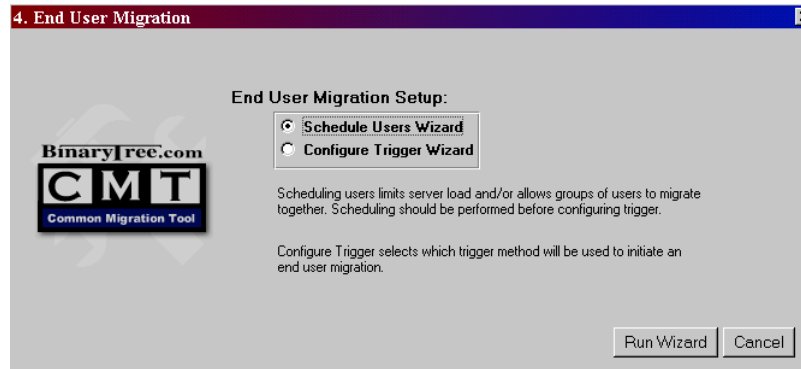 4. End User Migration
End User Migration Setup:
Schedule Users Wizard
Configure Trigger Wizard
BinaryTree.com
CMT
Common Migration Tool
Scheduling users limits server load and/or allows groups of users to migrate
together. Scheduling should be performed before configuring trigger.
Configure Trigger selects which trigger method will be used to initiate an
end user migration.
Run Wizard
Cancel